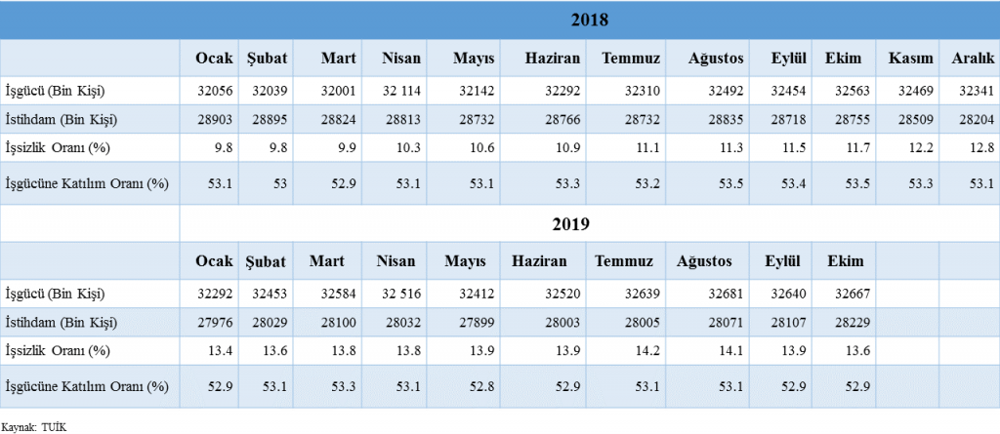 2018
Ocak Şubat Mart Nisan Mayıs Haziran Temmuz Ağustos Eylül Ekim Kasım Aralık
İşgücü (Bin Kişi) 32056 32039 32001 32 114 32142 32292 32310 32492 32454 32563 32469 32341
İstihdam (Bin Kişi) 28903 28895 28824 28813 28732 28766 28732 28835 28718 28755 28509 28204
İşsizlik Oranı (%) 9.8 9.8 9.9 10.3 10.6 10.9 11.1 11.3 11.5 11.7 12.2 12.8
İşgücüne Katılım Oranı (%) 53.1 53 52.9 53.1 53.1 53.3 53.2 53.5 53.4 53.5 53.3 53.1
2019
Ocak Şubat Mart Nisan Mayıs Haziran Temmuz Ağustos Eylül Ekim
İşgücü (Bin Kişi) 32292 32453 32584 32 516 32412 32520 32639 32681 32640 32667
İstihdam (Bin Kişi) 27976 28029 28100 28032 27899 28003 28005 28071 28107 28229
İşsizlik Oranı (%) 13.4 13.6 13.8 13.8 13.9 13.9 14.2 14.1 13.9 13.6
İşgücüne Katılım Oranı (%) 52.9 53.1 53.3 53.1 52.8 52.9 53.1 53.1 52.9 52.9
Kaynak: TUİK